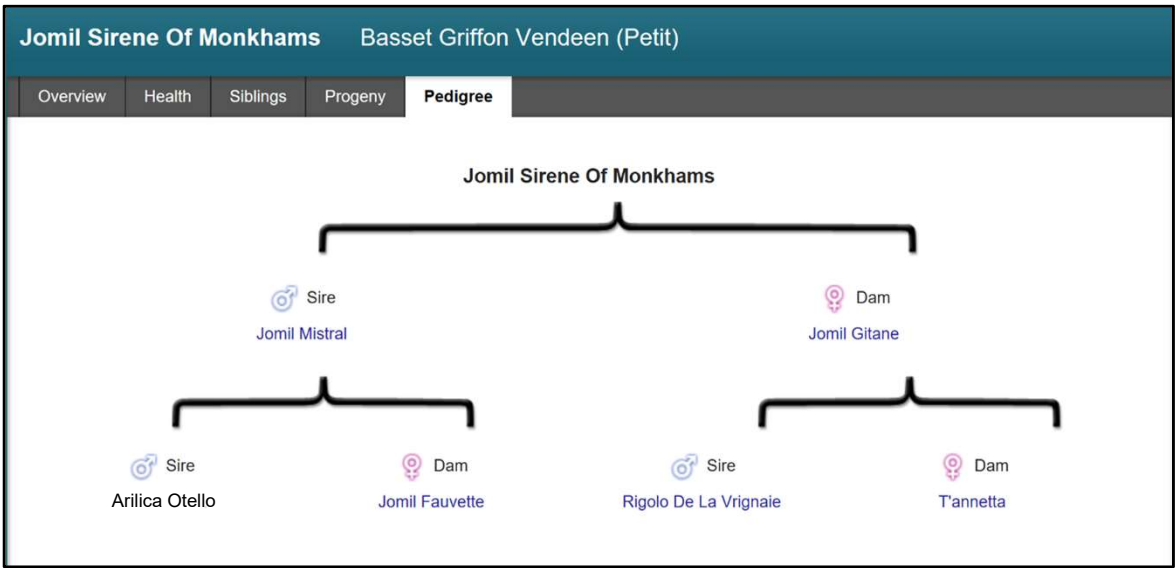 Jomil Sirene Of Monkhams Basset Griffon Vendeen (Petit)
Overview Health Siblings Progeny Pedigree
Jomil Sirene Of Monkhams
Sire Dam
Jomil Mistral Jomil Gitane
Sire Dam Sire Dam
Arilica Otello Jomil Fauvette Rigolo De La Vrignaie T'annetta